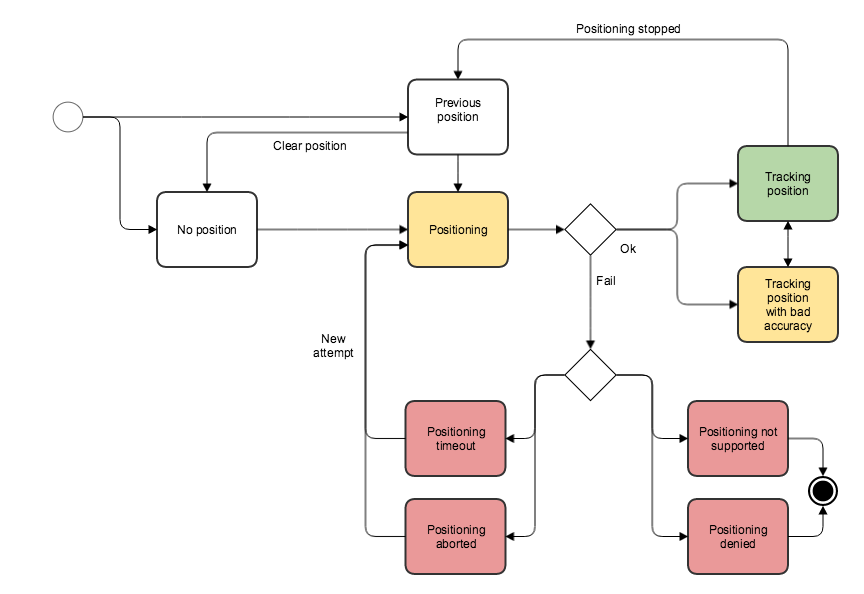 Positioning stopped
Previous
position
Clear position
Tracking
position
No position
Positioning
Ok
Fail
Tracking
position
with bad
accuracy
New
attempt
Positioning
timeout
Positioning not
supported
Positioning
aborted
Positioning
denied